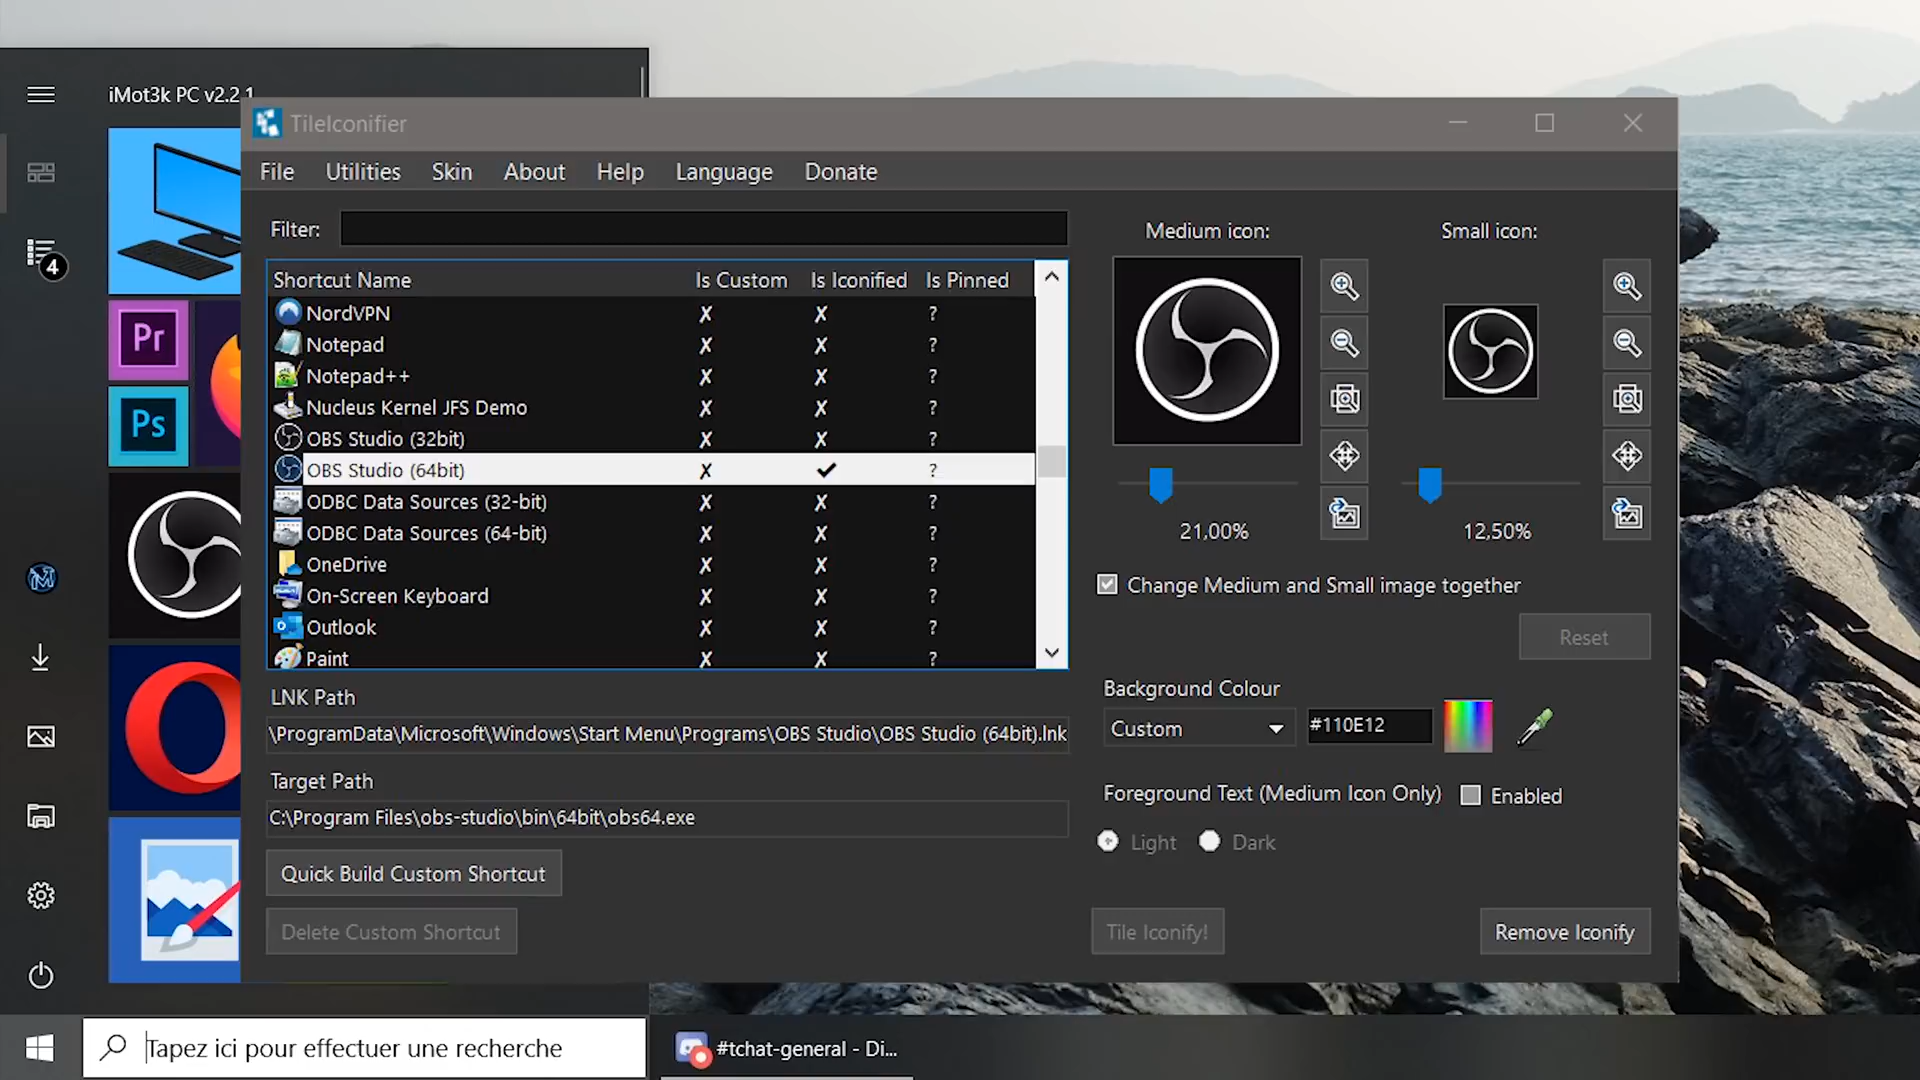 iMot3k PC v2.2.1
TileIconifier
File Utilities Skin About Help Language Donate
Filter:
Shortcut Name Is Custom Is Iconified Is Pinned
NordVPN ✗ ✗ ?
Notepad ✗ ✗ ?
Notepad++ ✗ ✗ ?
Nucleus Kernel JFS Demo ✗ ✗ ?
OBS Studio (32bit) ✗ ✗ ?
OBS Studio (64bit) ✗ ✔ ?
ODBC Data Sources (32-bit) ✗ ✗ ?
ODBC Data Sources (64-bit) ✗ ✗ ?
OneDrive ✗ ✗ ?
On-Screen Keyboard ✗ ✗ ?
Outlook ✗ ✗ ?
Paint ✗ ✗ ?
LNK Path
\ProgramData\Microsoft\Windows\Start Menu\Programs\OBS Studio\OBS Studio (64bit).lnk
Target Path
C:\Program Files\obs-studio\bin\64bit\obs64.exe
Quick Build Custom Shortcut
Delete Custom Shortcut
Medium icon: Small icon:
21,00% 12,50%
Change Medium and Small image together
Reset
Background Colour
Custom #110E12
Foreground Text (Medium Icon Only) Enabled
Light Dark
Tile Iconify! Remove Iconify
4
Pr
Ps
Tapez ici pour effectuer une recherche
#tchat-general - Di...